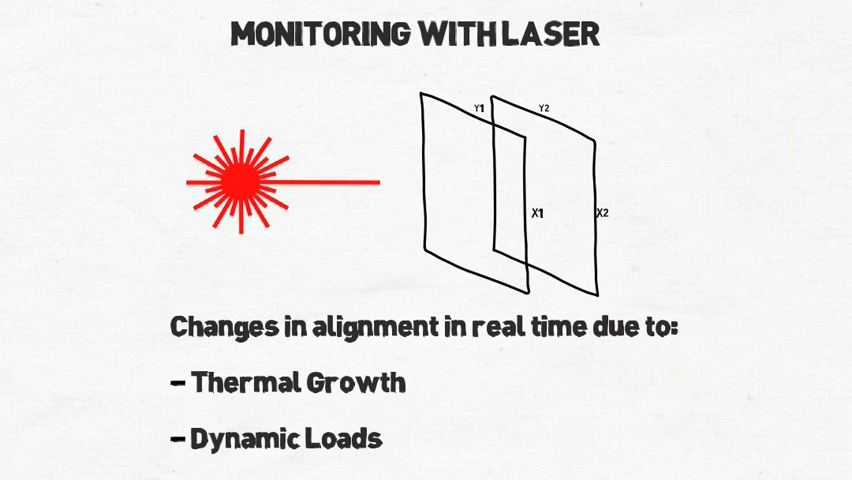 MONITORING WITH LASER
Y1 Y2
X1 X2
Changes in alignment in real time due to:
- Thermal Growth
- Dynamic Loads